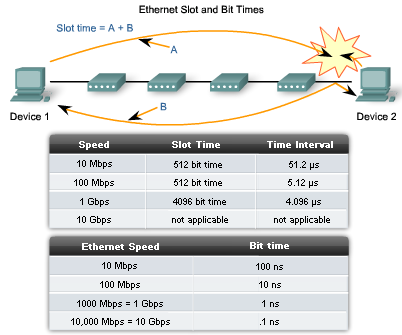 Ethernet Slot and Bit Times
Slot time = A + B
A
B
Device 1
Device 2
Speed Slot Time Time Interval
10 Mbps 512 bit time 51.2 µs
100 Mbps 512 bit time 5.12 µs
1 Gbps 4096 bit time 4.096 µs
10 Gbps not applicable not applicable
Ethernet Speed Bit time
10 Mbps 100 ns
100 Mbps 10 ns
1000 Mbps = 1 Gbps 1 ns
10,000 Mbps = 10 Gbps .1 ns